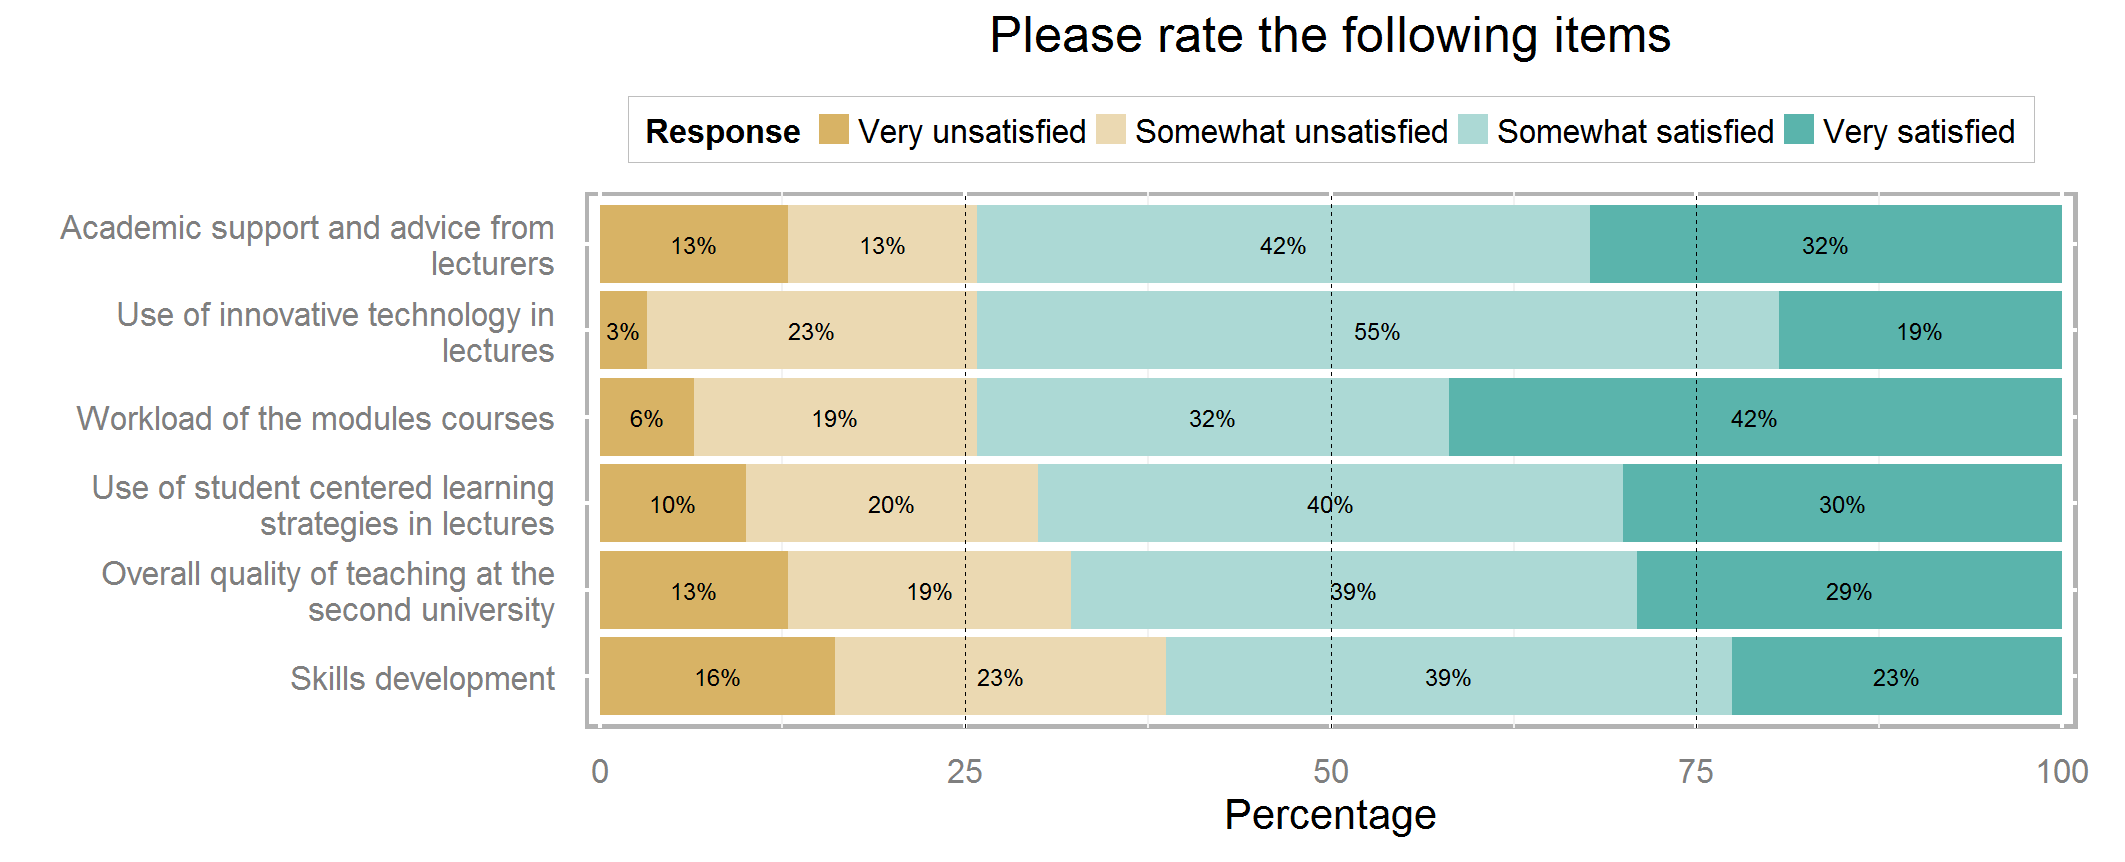 Please rate the following items
Response Very unsatisfied Somewhat unsatisfied Somewhat satisfied Very satisfied
Academic support and advice from
lecturers
13% 13% 42% 32%
Use of innovative technology in
lectures
3% 23% 55% 19%
Workload of the modules courses
6% 19% 32% 42%
Use of student centered learning
strategies in lectures
10% 20% 40% 30%
Overall quality of teaching at the
second university
13% 19% 39% 29%
Skills development
16% 23% 39% 23%
0 25 50 75 100
Percentage